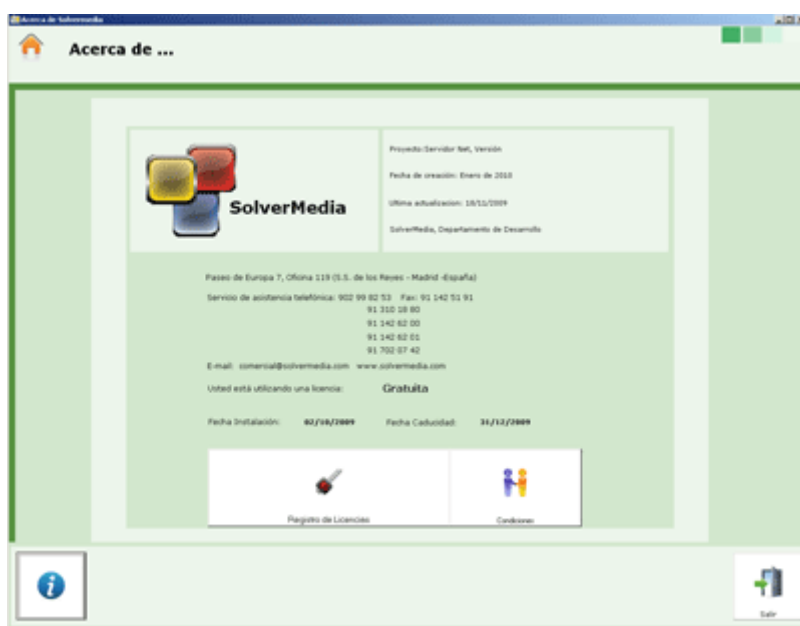 Acerca de Solvermedia
Acerca de ...
SolverMedia
Proyecto:Servidor Net, Versión
Fecha de creación: Enero de 2010
Ultima actualizacion: 10/11/2009
SolverMedia, Departamento de Desarrollo
Paseo de Europa 7, Oficina 119 (S.S. de los Reyes - Madrid -España)
Servicio de asistencia telefónica: 902 99 82 53 Fax: 91 142 51 91
91 310 18 80
91 142 62 00
91 142 62 01
91 702 07 42
E-mail: comercial@solvermedia.com www.solvermedia.com
Usted está utilizando una licencia: Gratuita
Fecha Instalación: 02/10/2009 Fecha Caducidad: 31/12/2009
Registro de Licencias
Condiciones
Salir